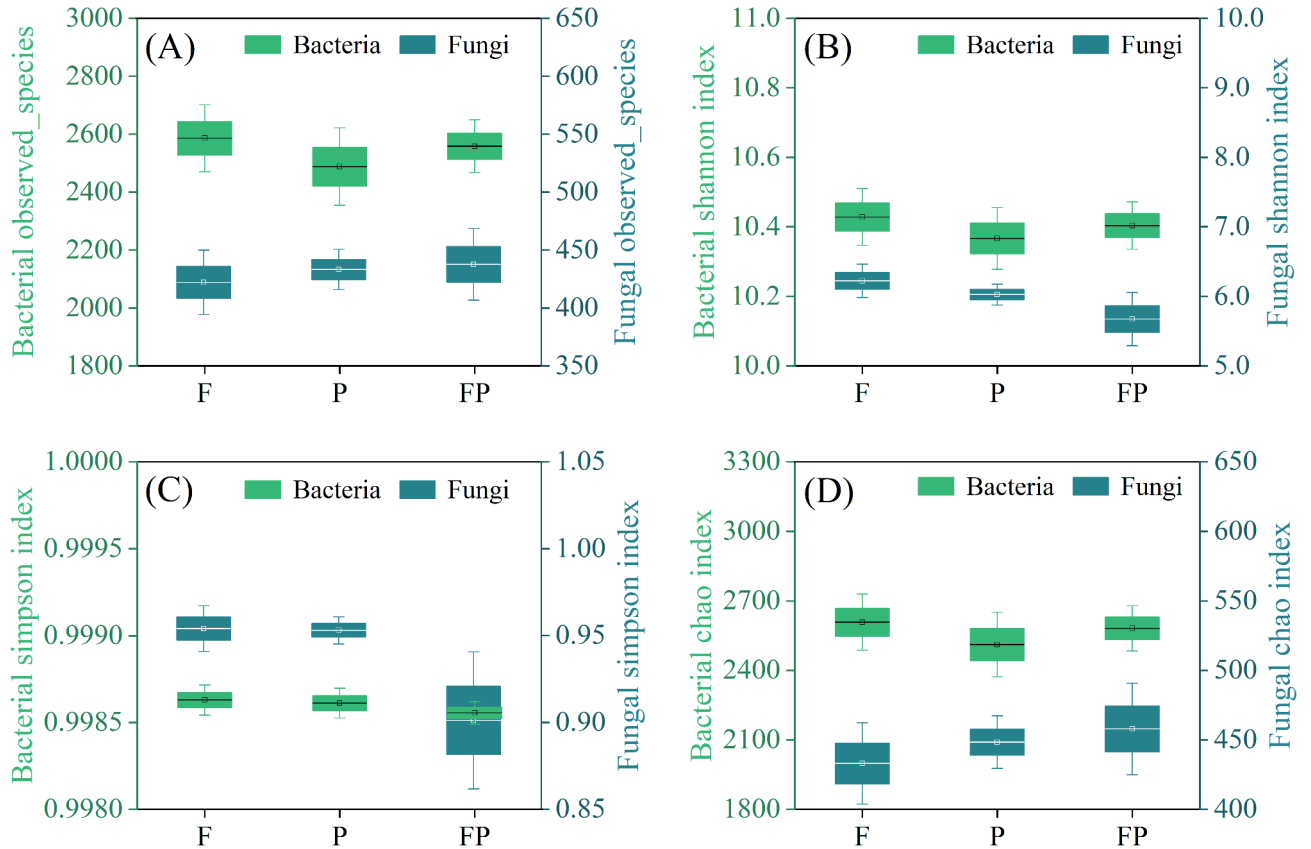 (A)
Bacteria Fungi
Bacterial observed_species
3000
2800
2600
2400
2200
2000
1800
650
600
550
500
450
400
350
Fungal observed_species
F P FP
(B)
Bacteria Fungi
Bacterial shannon index
11.0
10.8
10.6
10.4
10.2
10.0
10.0
9.0
8.0
7.0
6.0
5.0
Fungal shannon index
F P FP
(C)
Bacteria Fungi
Bacterial simpson index
1.0000
0.9995
0.9990
0.9985
0.9980
1.05
1.00
0.95
0.90
0.85
Fungal simpson index
F P FP
(D)
Bacteria Fungi
Bacterial chao index
3300
3000
2700
2400
2100
1800
650
600
550
500
450
400
Fungal chao index
F P FP